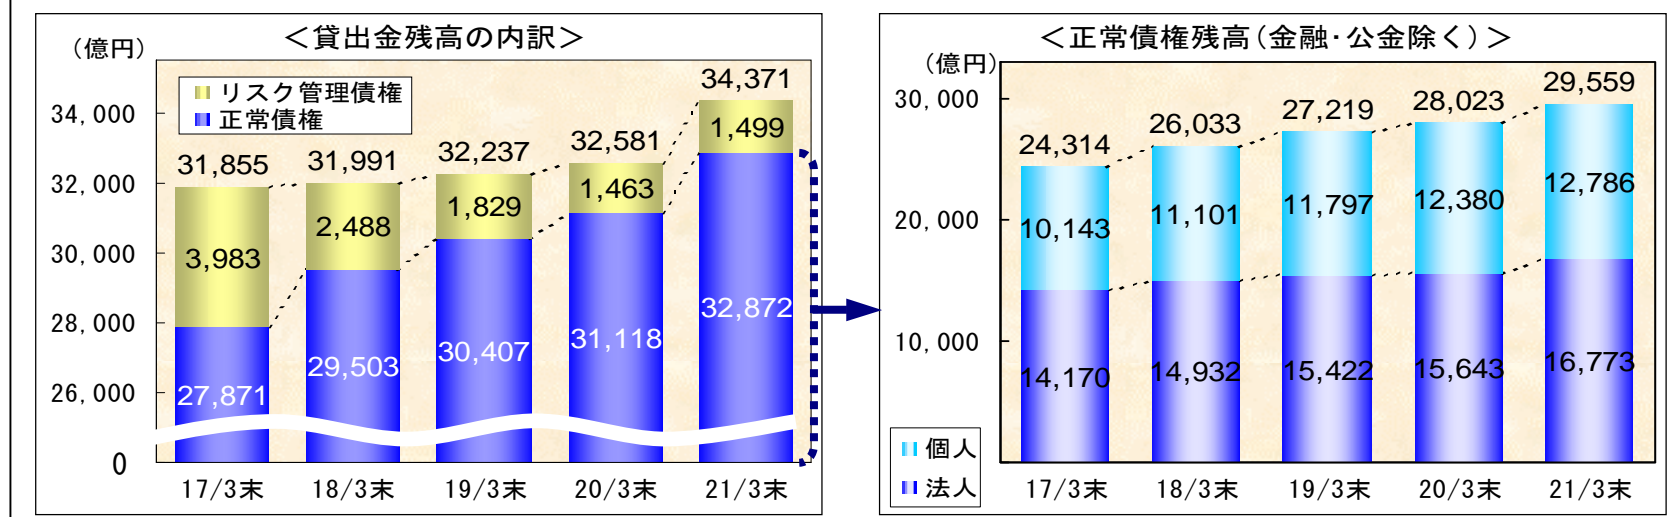 ＜貸出金残高の内訳＞
（億円）
リスク管理債権
正常債権
34,000
32,000
30,000
28,000
26,000
0
31,855
31,991
32,237
32,581
34,371
3,983
2,488
1,829
1,463
1,499
27,871
29,503
30,407
31,118
32,872
17/3末
18/3末
19/3末
20/3末
21/3末
＜正常債権残高（金融・公金除く）＞
（億円）
30,000
20,000
10,000
24,314
26,033
27,219
28,023
29,559
10,143
11,101
11,797
12,380
12,786
14,170
14,932
15,422
15,643
16,773
個人
法人
17/3末
18/3末
19/3末
20/3末
21/3末